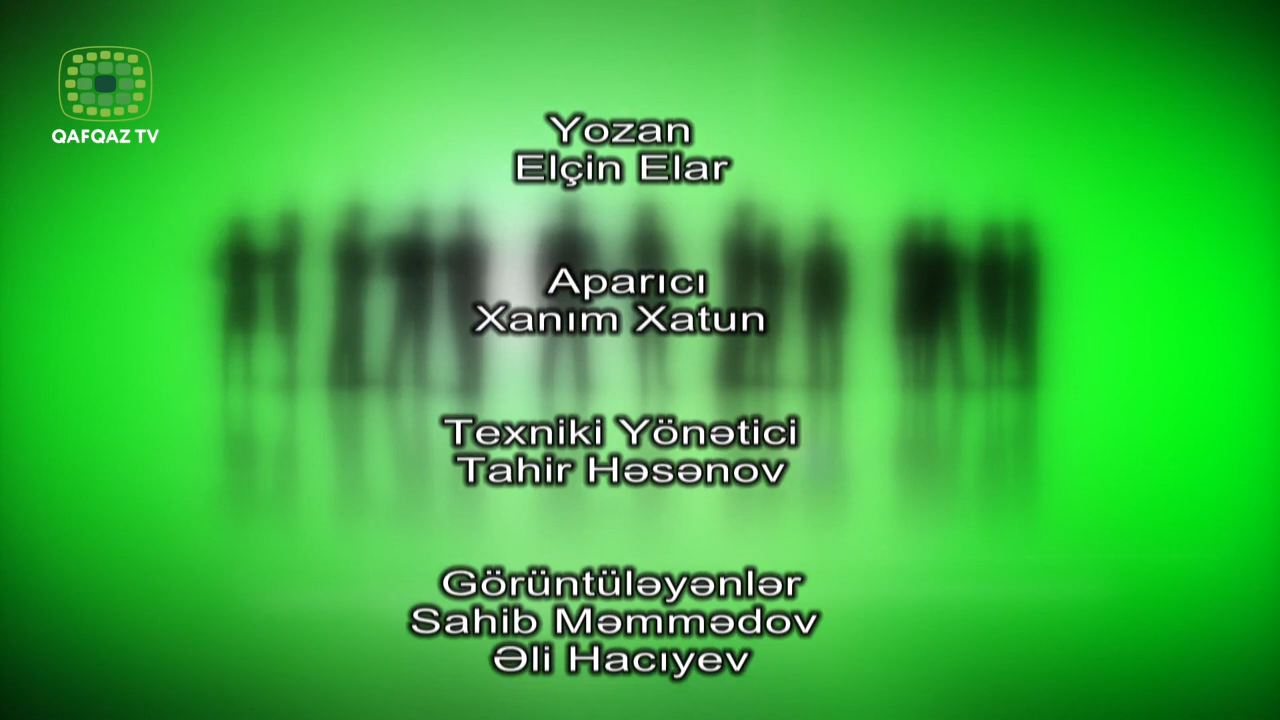 QAFQAZ TV
Yozan
Elçin Elar
Aparıcı
Xanım Xatun
Texniki Yönətici
Tahir Həsənov
Görüntüləyənlər
Sahib Məmmədov
Əli Hacıyev